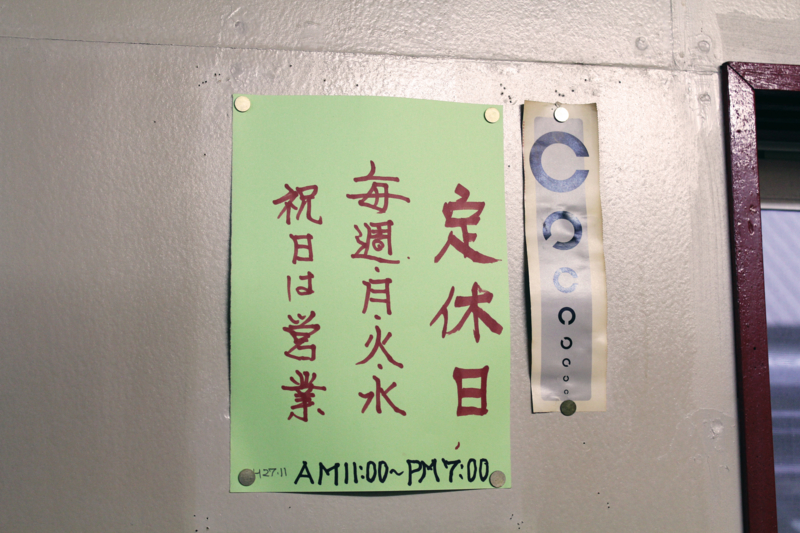 定休日
毎週・月・火・水
祝日は営業
H27.11
AM11:00~PM7:00